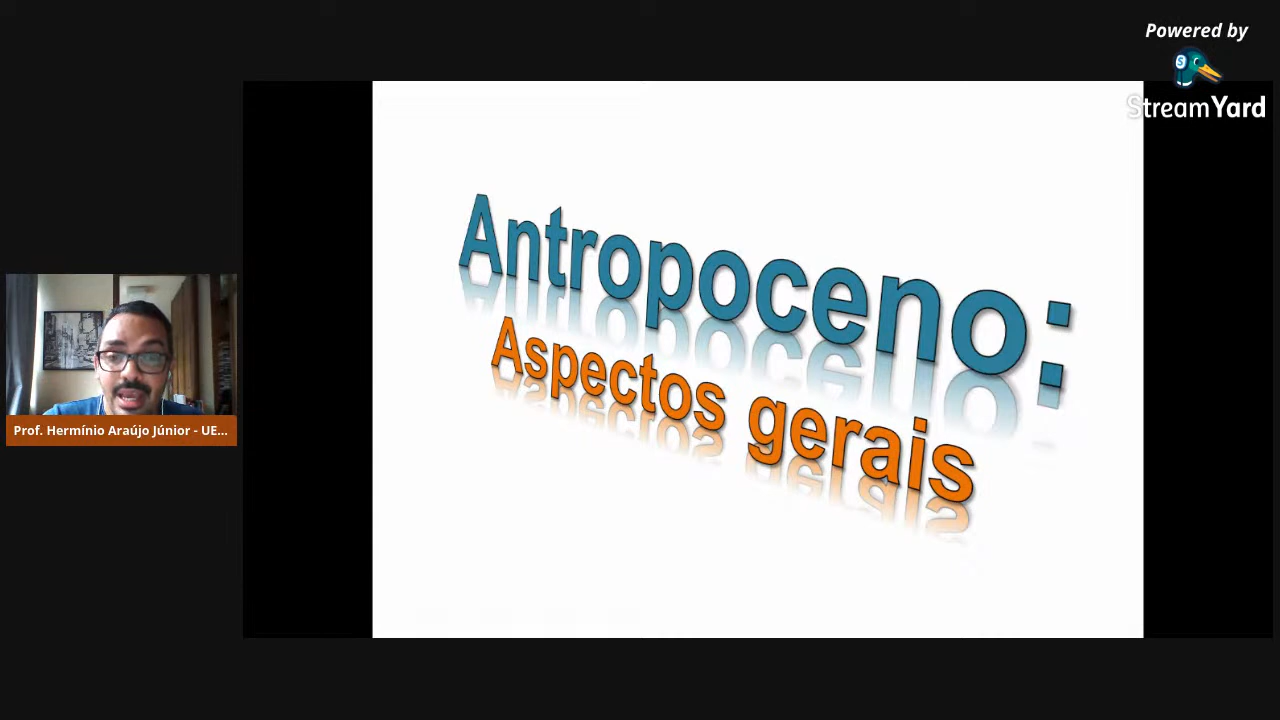 Powered by
StreamYard
Antropoceno:
Aspectos gerais
Prof. Hermínio Araújo Júnior - UE...